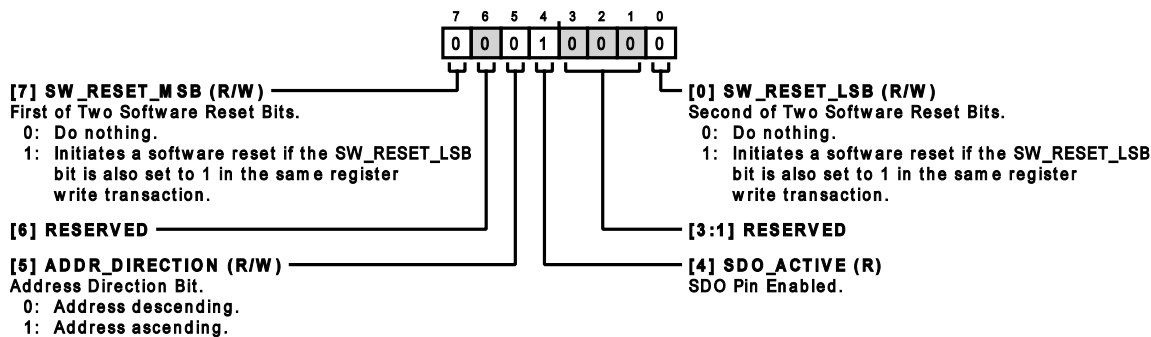 7 6 5 4 3 2 1 0
0 0 0 1 0 0 0 0
[7] SW_RESET_MSB (R/W)
First of Two Software Reset Bits.
0: Do nothing.
1: Initiates a software reset if the SW_RESET_LSB
bit is also set to 1 in the same register
write transaction.
[6] RESERVED
[5] ADDR_DIRECTION (R/W)
Address Direction Bit.
0: Address descending.
1: Address ascending.
[0] SW_RESET_LSB (R/W)
Second of Two Software Reset Bits.
0: Do nothing.
1: Initiates a software reset if the SW_RESET_LSB
bit is also set to 1 in the same register
write transaction.
[3:1] RESERVED
[4] SDO_ACTIVE (R)
SDO Pin Enabled.